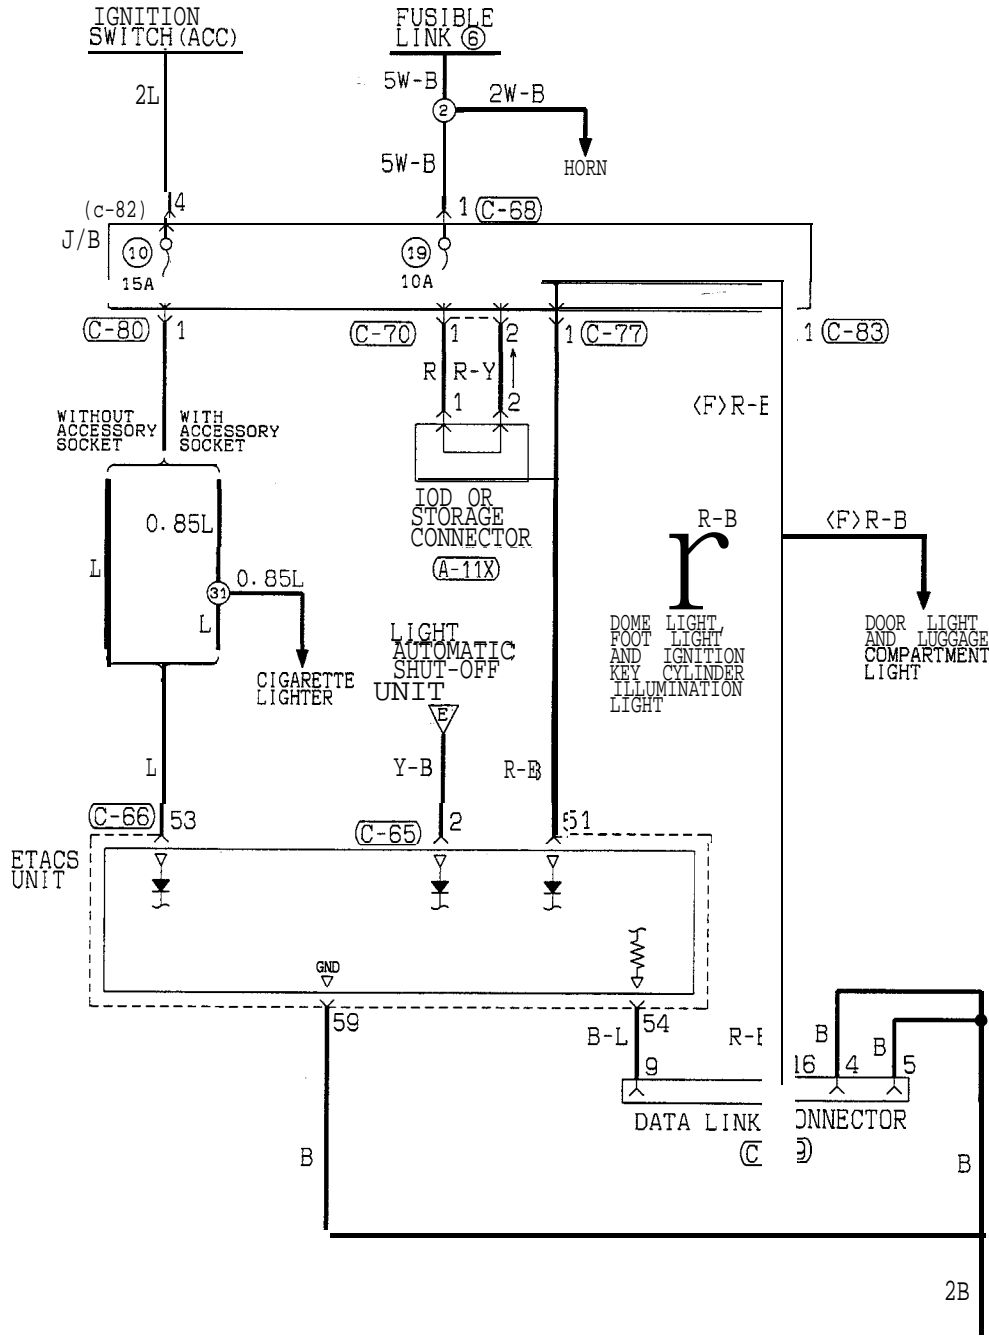 IGNITION
SWITCH(ACC)
FUSIBLE
LINK ⑥
2L
5W-B
2
2W-B
5W-B
HORN
(c-82)
4
1
C-68
J/B
10
15A
19
10A
C-80
1
C-70
1
2
1
C-77
1
C-83
R
R-Y
1
2
<F>R-B
WITHOUT
ACCESSORY
SOCKET
WITH
ACCESSORY
SOCKET
IOD OR
STORAGE
CONNECTOR
A-11X
0.85L
L
31
0.85L
L
CIGARETTE
LIGHTER
R-B
r
<F>R-B
DOME LIGHT,
FOOT LIGHT
AND IGNITION
KEY CYLINDER
ILLUMINATION
LIGHT
DOOR LIGHT
AND LUGGAGE
COMPARTMENT
LIGHT
LIGHT
AUTOMATIC
SHUT-OFF
UNIT
E
L
Y-B
R-B
C-66
53
C-65
2
51
ETACS
UNIT
GND
59
54
B-L
R-
B
B
9
16
4
5
DATA LINK ONNECTOR
C 9
B
B
2B